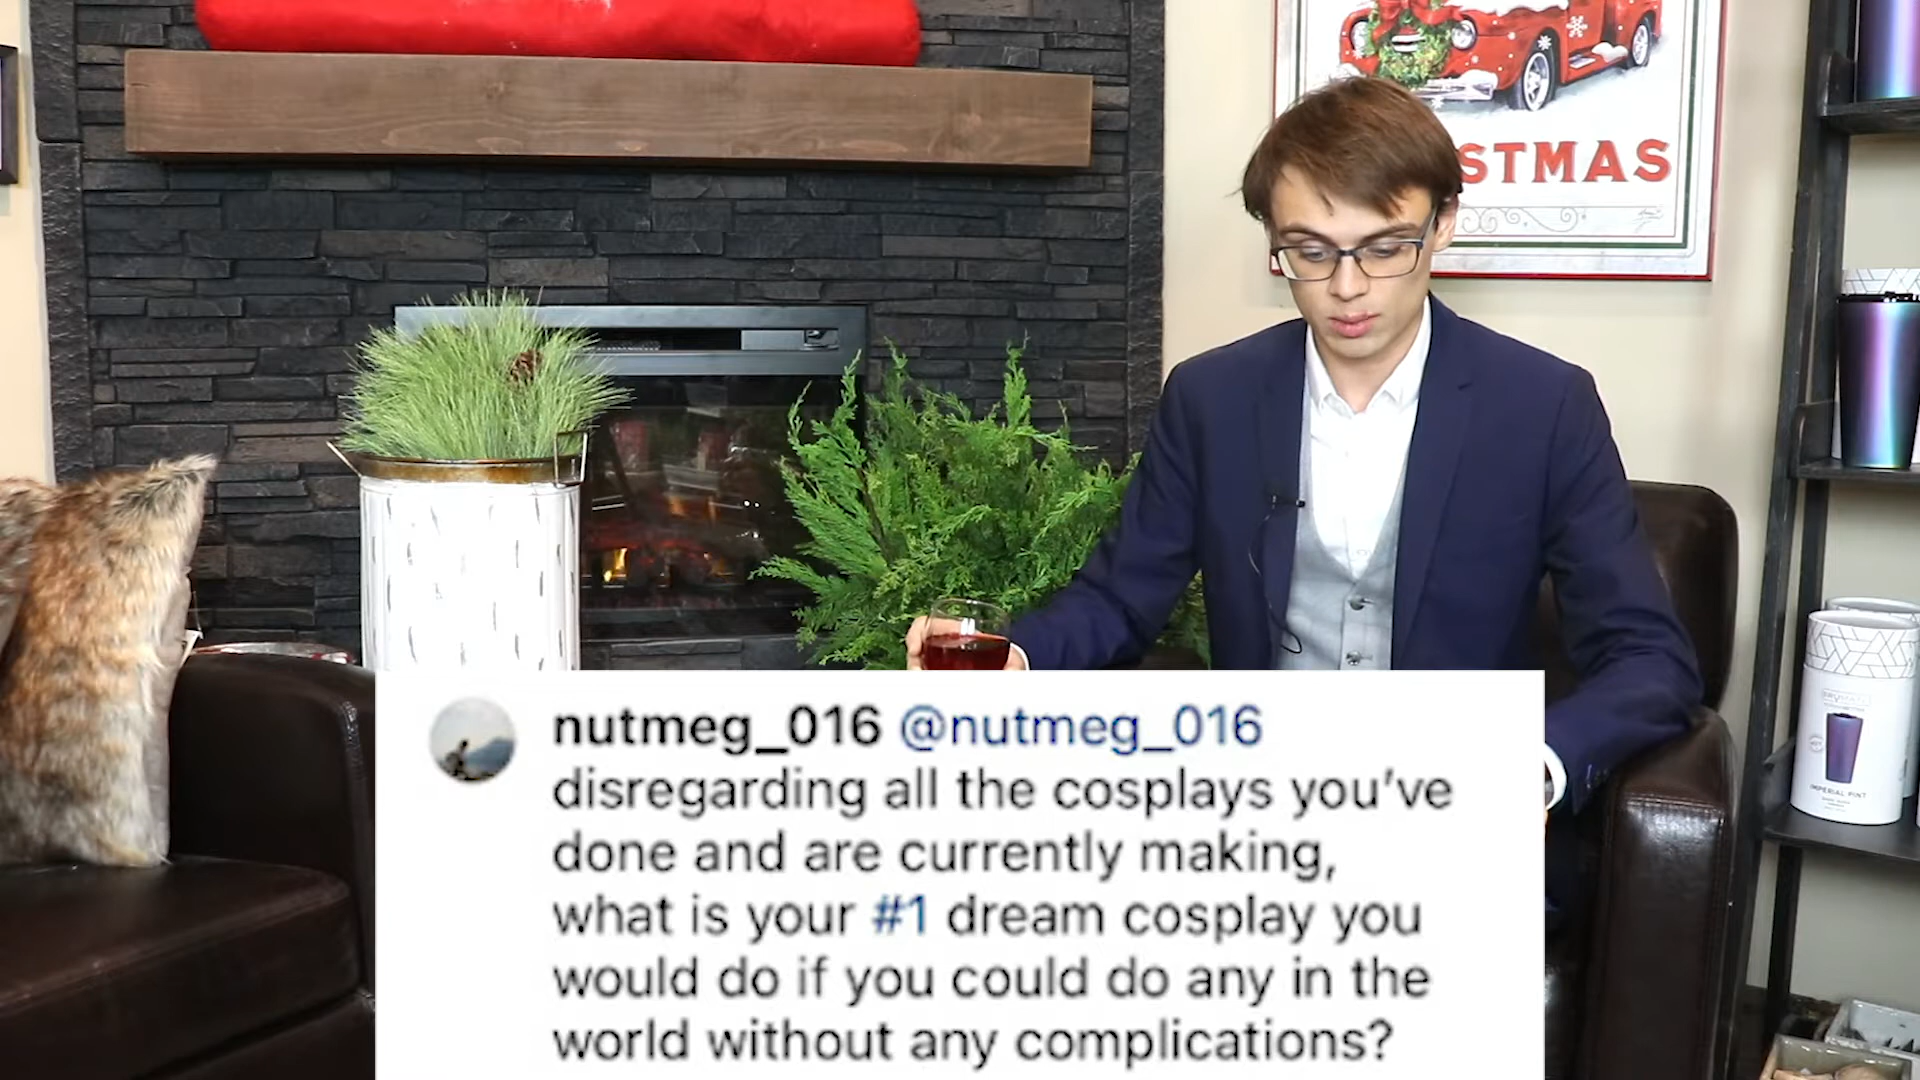 STMAS
nutmeg_016 @nutmeg_016
disregarding all the cosplays you've
done and are currently making,
what is your #1 dream cosplay you
would do if you could do any in the
world without any complications?
IMPERIAL PINT